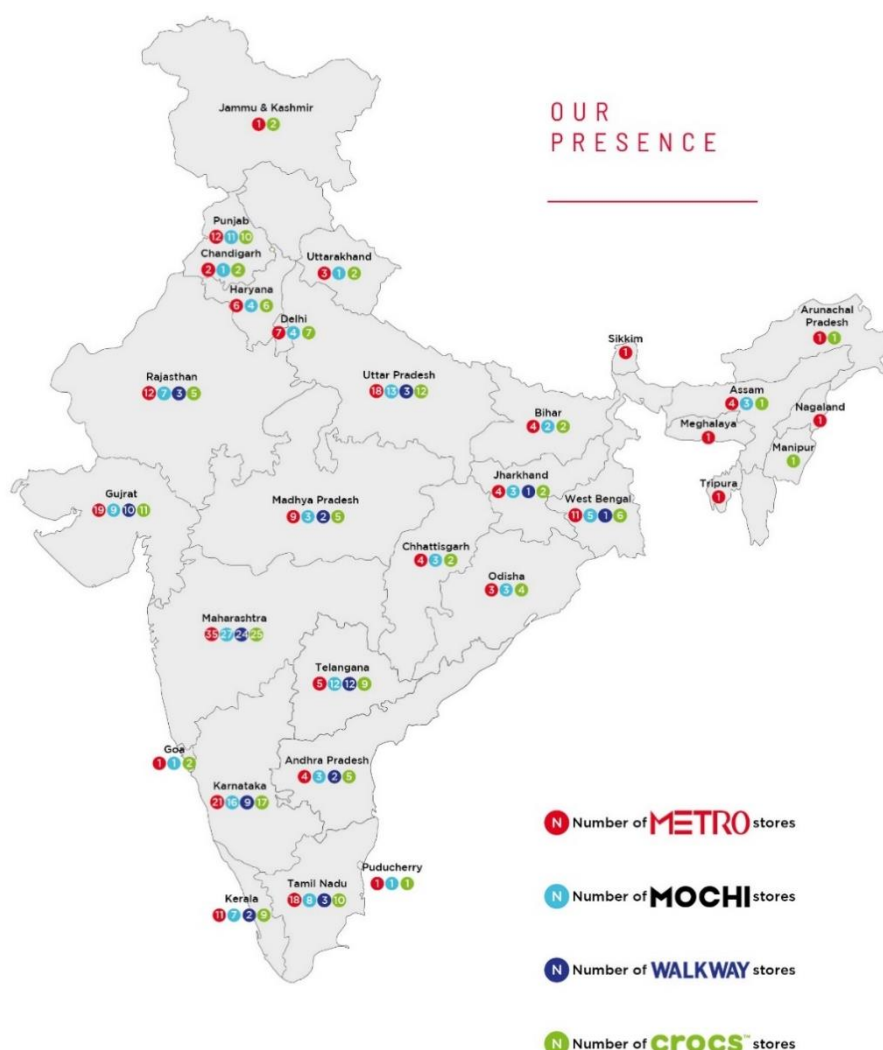 OUR
PRESENCE
Jammu & Kashmir
1 2
Punjab
12 11 10
Chandigarh
2 1 2
Uttarakhand
3 1 2
Haryana
6 4 6
Delhi
7 4 7
Arunachal
Pradesh
1 1
Sikkim
1
Rajasthan
12 7 3 5
Uttar Pradesh
18 13 3 12
Assam
4 3 1
Nagaland
1
Bihar
4 2 2
Meghalaya
1
Manipur
1
Jharkhand
4 3 1 2
Tripura
1
Gujrat
19 9 10 11
Madhya Pradesh
9 3 2 5
West Bengal
11 5 1 6
Chhattisgarh
4 3 2
Odisha
3 3 4
Maharashtra
35 27 24 25
Telangana
5 12 12 9
Goa
1 1 2
Andhra Pradesh
4 3 2 5
Karnataka
21 16 9 17
Puducherry
1 1 1
Kerala
11 7 2 9
Tamil Nadu
18 8 3 10
N Number of METRO stores
N Number of MOCHI stores
N Number of WALKWAY stores
N Number of crocs™ stores